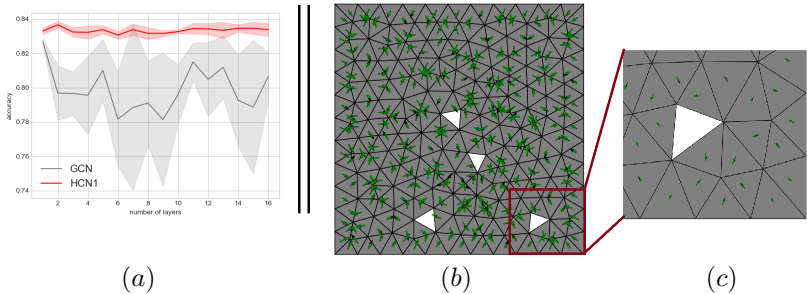 0.84
0.82
0.80
0.78
0.76
0.74
accuracy
GCN
HCN1
2 4 6 8 10 12 14 16
number of layers
(a) (b) (c)